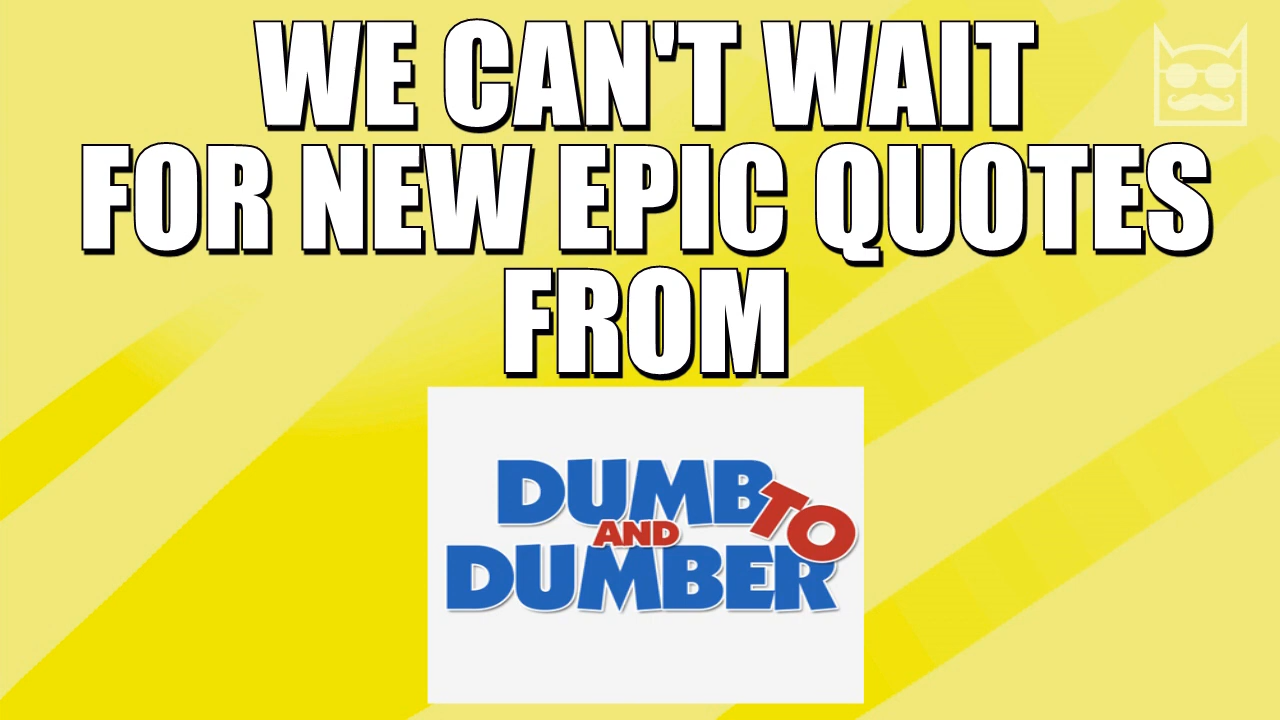 WE CAN'T WAIT
FOR NEW EPIC QUOTES
FROM
DUMB TO
AND
DUMBER